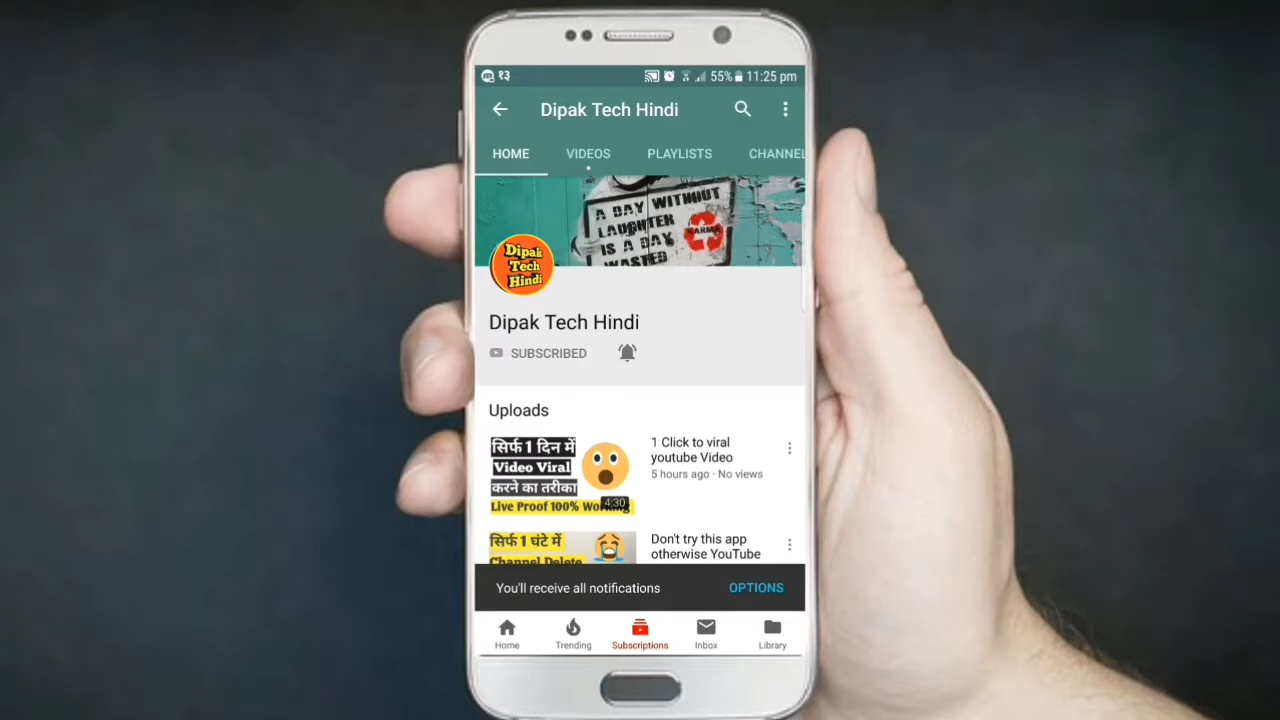 १३
55%
11:25 pm
Dipak Tech Hindi
HOME
VIDEOS
PLAYLISTS
CHANNEL
A DAY WITHOUT
LAUGHTER
IS A DAY
WASTED
KARMA
Dipak
Tech
Hindi
Dipak Tech Hindi
SUBSCRIBED
Uploads
सिर्फ 1 दिन में
Video Viral
करने का तरीका
Live Proof 100% Working
4:30
1 Click to viral
youtube Video
5 hours ago · No views
सिर्फ 1 घंटे में
Channel Delete
Don't try this app
otherwise YouTube
You'll receive all notifications
OPTIONS
Home
Trending
Subscriptions
Inbox
Library